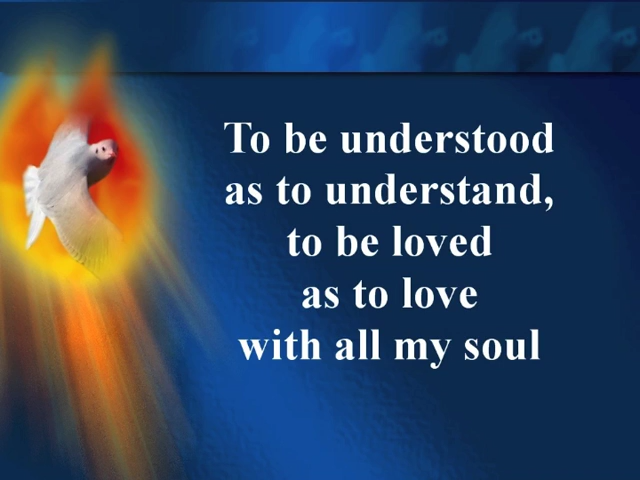 To be understood
as to understand,
to be loved
as to love
with all my soul